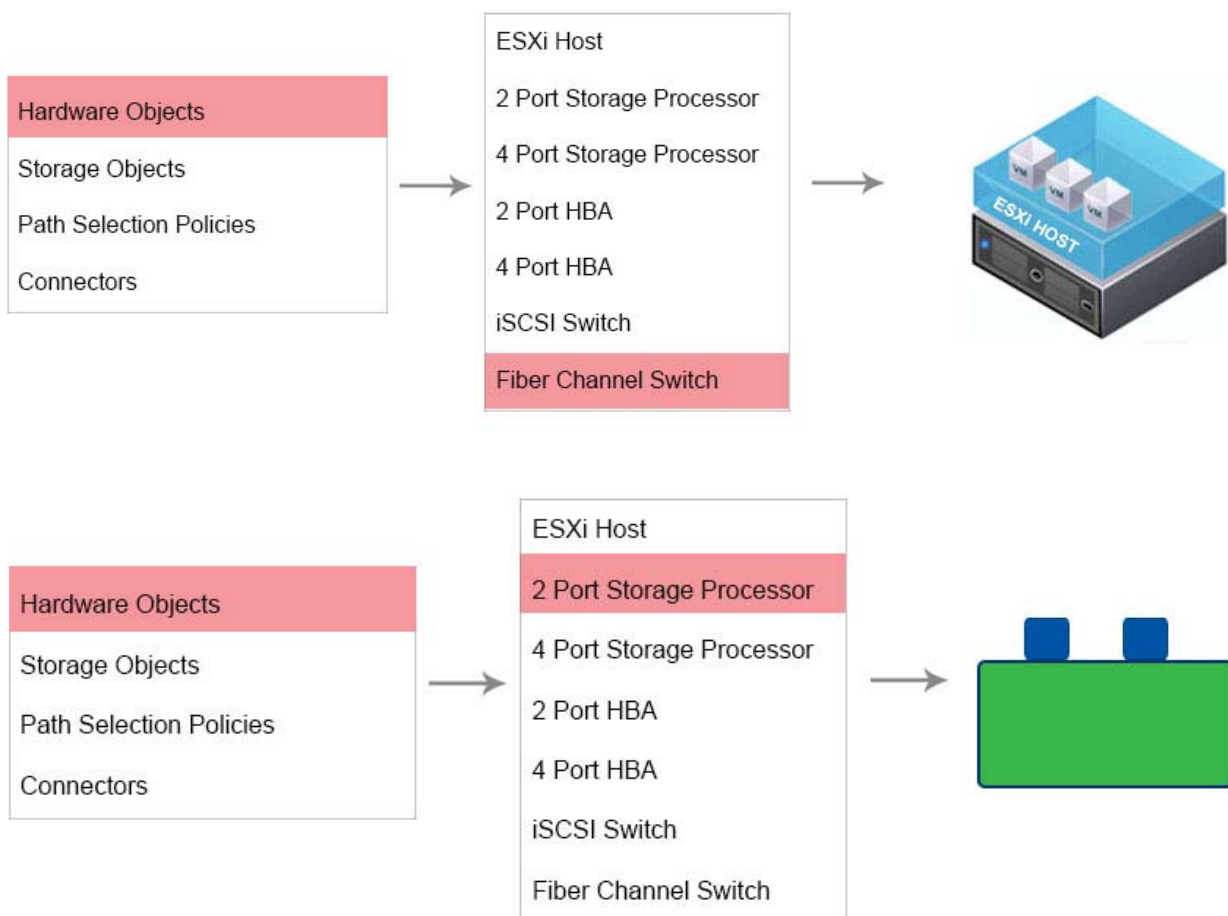 Hardware Objects
Storage Objects
Path Selection Policies
Connectors
ESXi Host
2 Port Storage Processor
4 Port Storage Processor
2 Port HBA
4 Port HBA
iSCSI Switch
Fiber Channel Switch
VM
VM
VM
ESXi HOST
Hardware Objects
Storage Objects
Path Selection Policies
Connectors
ESXi Host
2 Port Storage Processor
4 Port Storage Processor
2 Port HBA
4 Port HBA
iSCSI Switch
Fiber Channel Switch